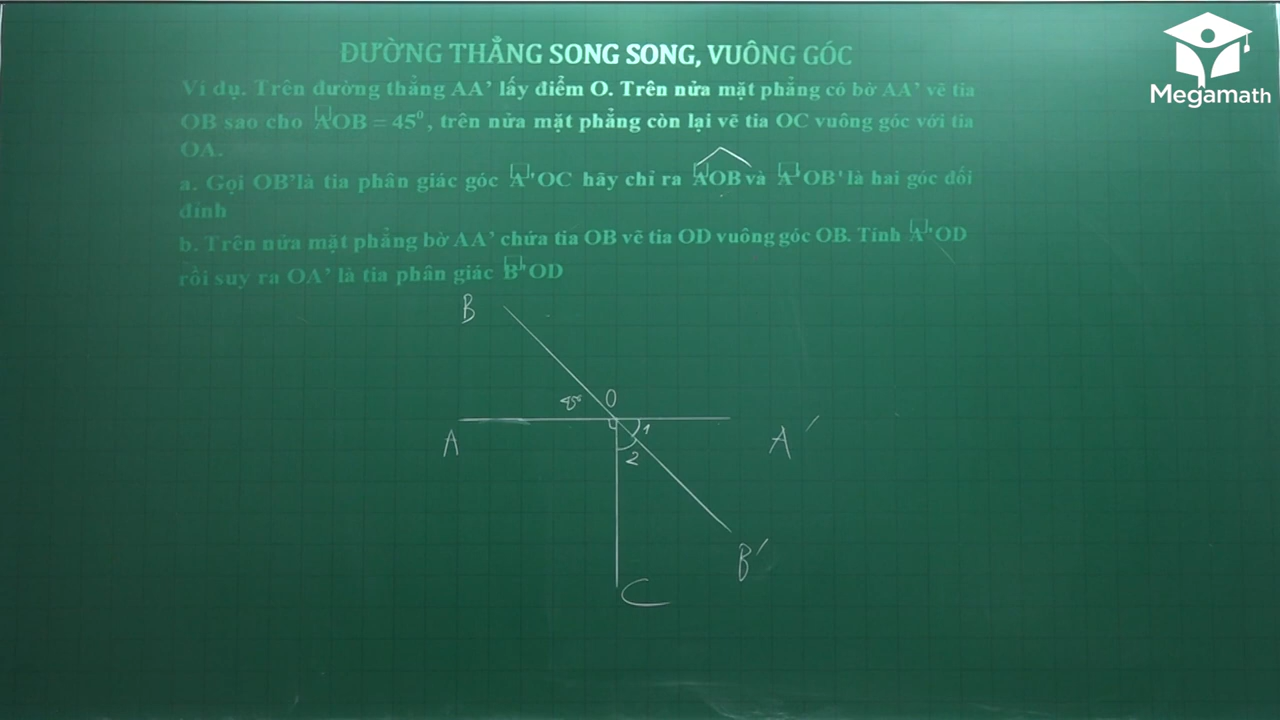 ĐƯỜNG THẲNG SONG SONG, VUÔNG GÓC
Megamath
Ví dụ. Trên đường thẳng AA’ lấy điểm O. Trên nửa mặt phẳng có bờ AA’ vẽ tia
OB sao cho AOB = 45⁰, trên nửa mặt phẳng còn lại vẽ tia OC vuông góc với tia
OA.
a. Gọi OB’là tia phân giác góc A'OC hãy chỉ ra AOB và A'OB' là hai góc đối
đỉnh
b. Trên nửa mặt phẳng bờ AA’ chứa tia OB vẽ tia OD vuông góc OB. Tính A'OD
rồi suy ra OA’ là tia phân giác B'OD
B
45° O
A 1 A'
2
B'
C